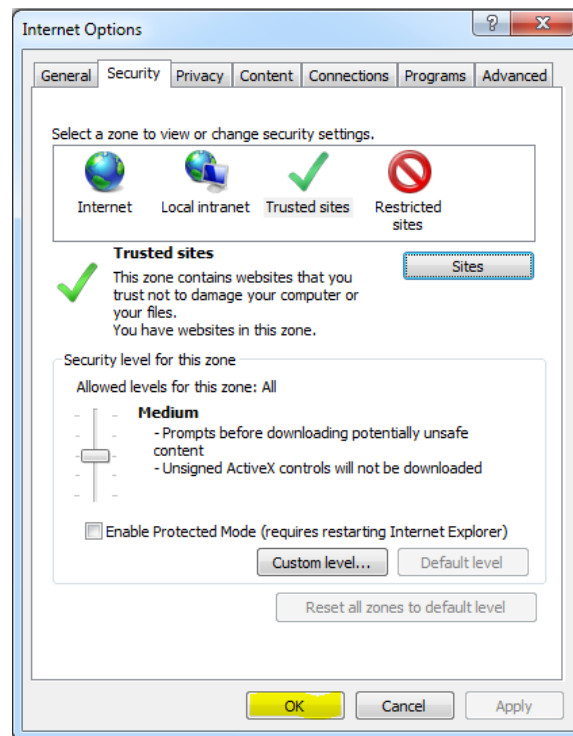 Internet Options
?
General Security Privacy Content Connections Programs Advanced
Select a zone to view or change security settings.
Internet Local intranet Trusted sites Restricted
sites
Trusted sites
Sites
This zone contains websites that you
trust not to damage your computer or
your files.
You have websites in this zone.
Security level for this zone
Allowed levels for this zone: All
Medium
- Prompts before downloading potentially unsafe
content
- Unsigned ActiveX controls will not be downloaded
Enable Protected Mode (requires restarting Internet Explorer)
Custom level... Default level
Reset all zones to default level
OK Cancel Apply